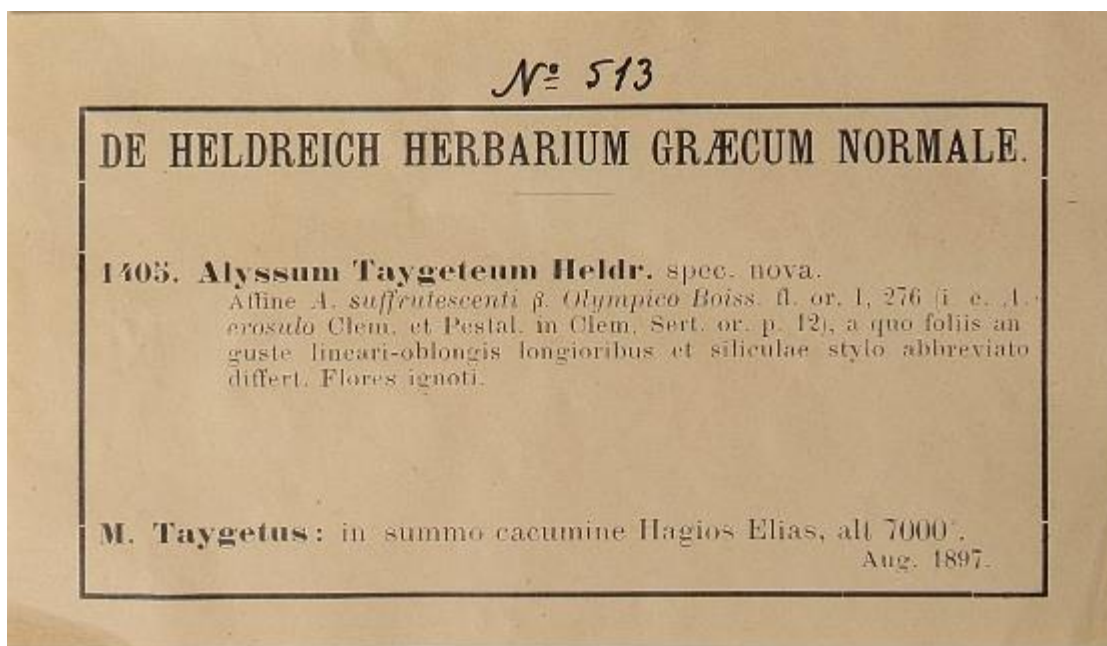 Nº 513
DE HELDREICH HERBARIUM GRÆCUM NORMALE.
1405. Alyssum Taygeteum Heldr. spec. nova.
Affine A. suffrutescenti β. Olympico Boiss. fl. or. 1, 276 (i. e. A.
erosulo Clem. et Pestal. in Clem. Sert. or. p. 12), a quo foliis an
guste lineari-oblongis longioribus et siliculae stylo abbreviato
differt. Flores ignoti.
M. Taygetus: in summo cacumine Hagios Elias, alt 7000'.
Aug. 1897.